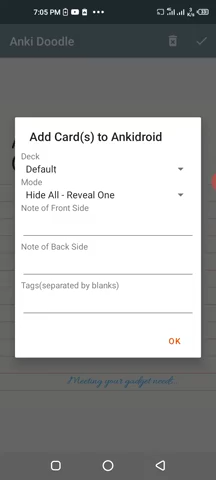 7:05 PM
Anki Doodle
Add Card(s) to Ankidroid
Deck
Default
Mode
Hide All - Reveal One
Note of Front Side
Note of Back Side
Tags(separated by blanks)
OK
Meeting your gadget need...